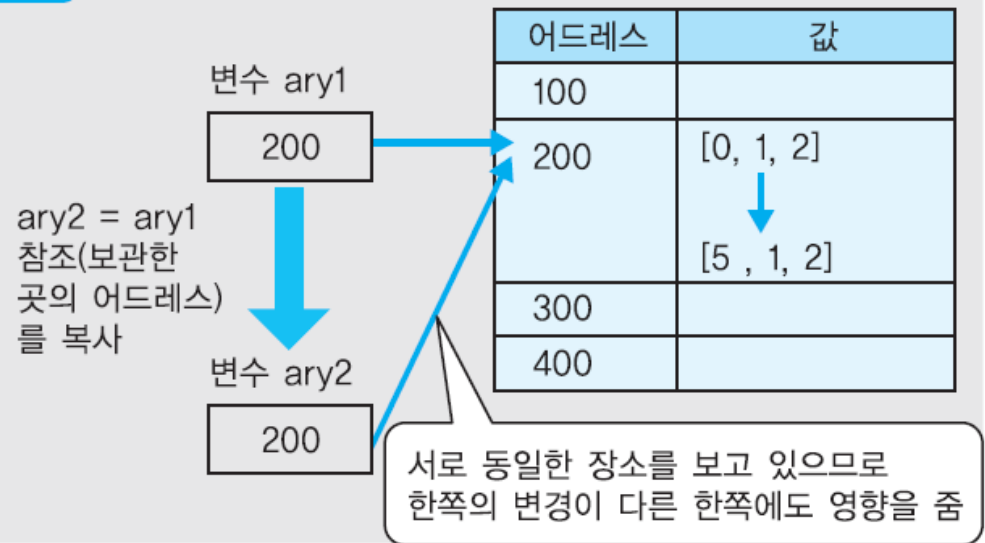 어드레스 값
변수 ary1
100
200
200 [0, 1, 2]
ary2 = ary1
참조(보관한
곳의 어드레스)
를 복사
[5 , 1, 2]
300
400
변수 ary2
200
서로 동일한 장소를 보고 있으므로
한쪽의 변경이 다른 한쪽에도 영향을 줌